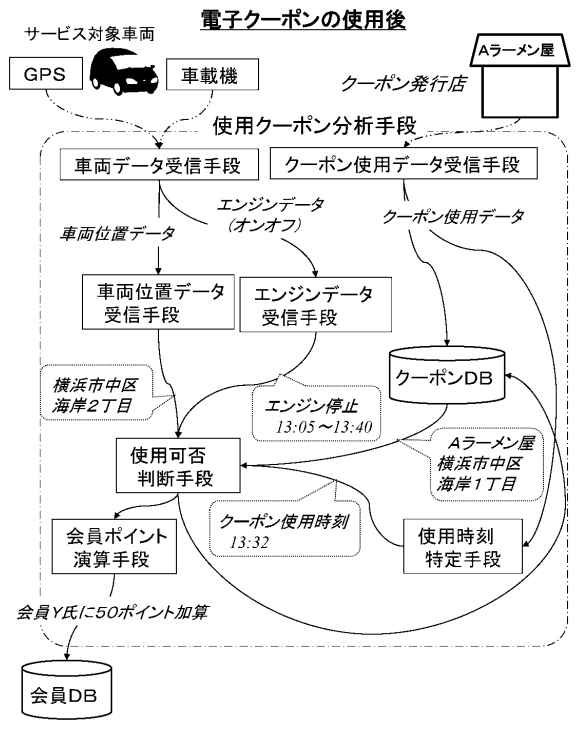 電子クーポンの使用後
サービス対象車両
GPS
車載機
Aラーメン屋
クーポン発行店
使用クーポン分析手段
車両データ受信手段
クーポン使用データ受信手段
車両位置データ
エンジンデータ
(オンオフ)
クーポン使用データ
車両位置データ
受信手段
エンジンデータ
受信手段
クーポンDB
横浜市中区
海岸2丁目
エンジン停止
13:05～13:40
Aラーメン屋
横浜市中区
海岸1丁目
使用可否
判断手段
クーポン使用時刻
13:32
会員ポイント
演算手段
使用時刻
特定手段
会員Y氏に50ポイント加算
会員DB